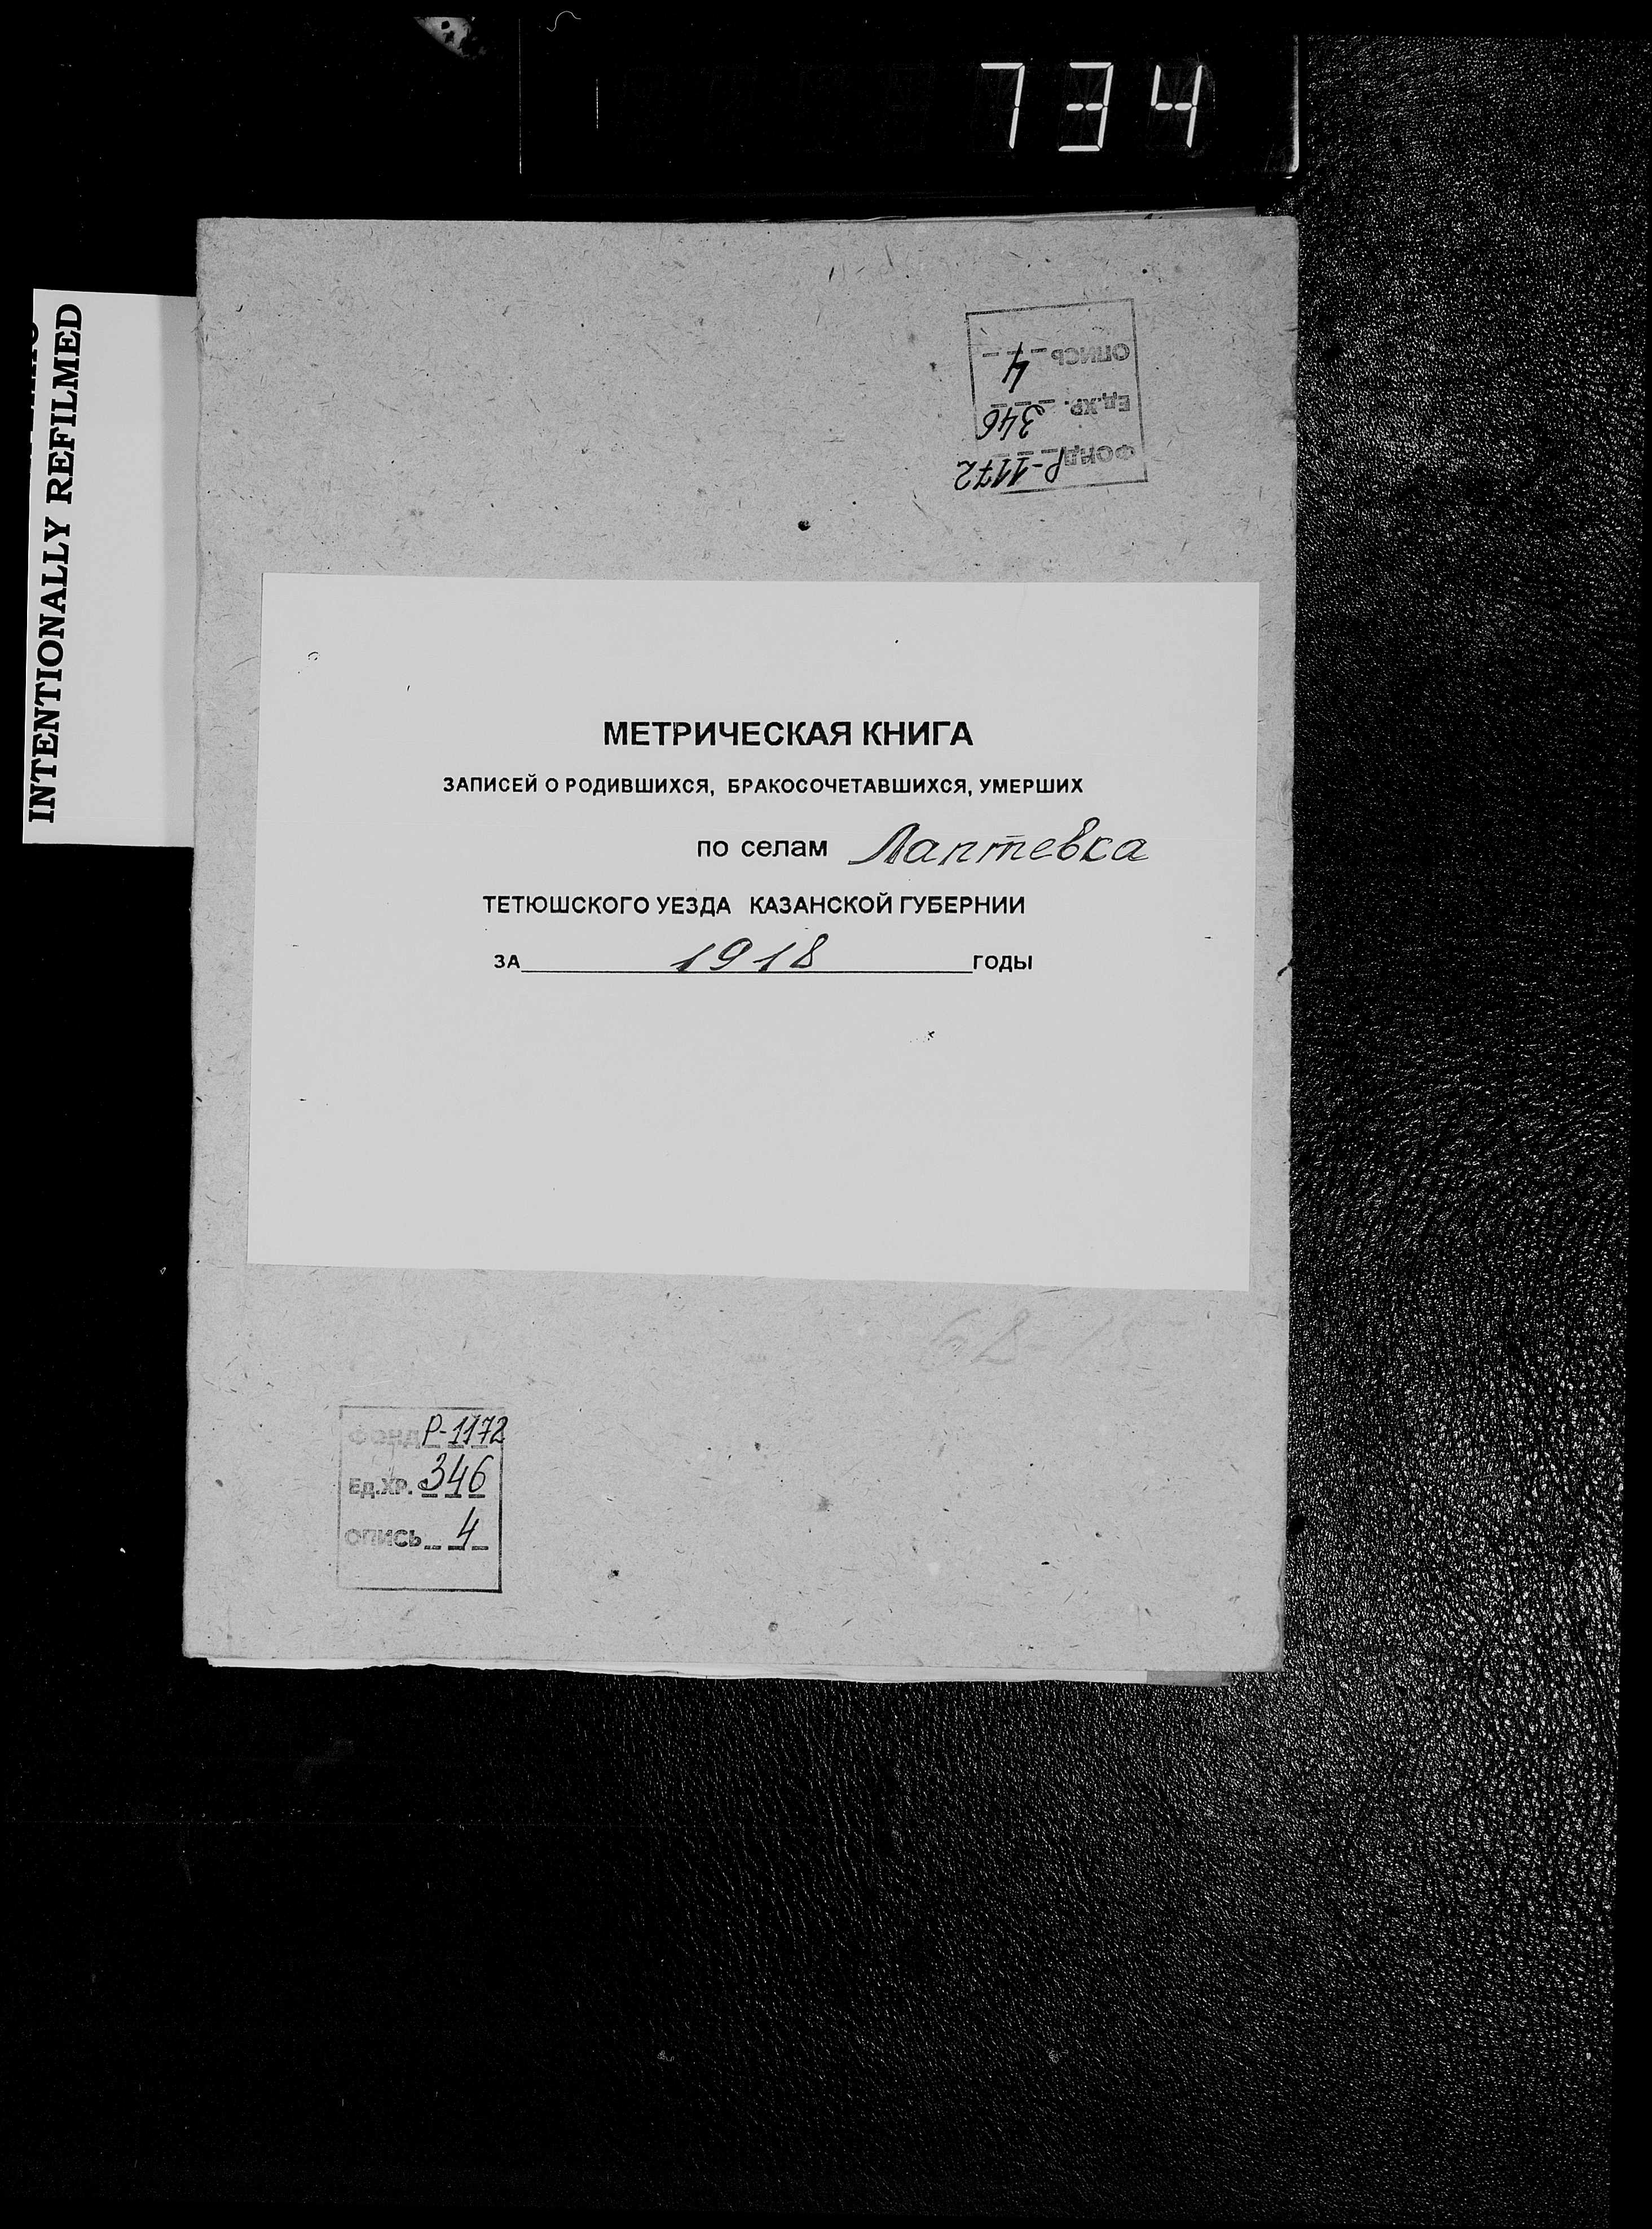 734
INTENTIONALLY REFILMED
ФОНД Р-1172
Ед.ХР. 346
ОПИСЬ 4
МЕТРИЧЕСКАЯ КНИГА
ЗАПИСЕЙ О РОДИВШИХСЯ, БРАКОСОЧЕТАВШИХСЯ, УМЕРШИХ
по селам Лаптевка
ТЕТЮШСКОГО УЕЗДА КАЗАНСКОЙ ГУБЕРНИИ
ЗА 1918 ГОДЫ
ФОНД Р-1172
Ед.ХР. 346
ОПИСЬ 4